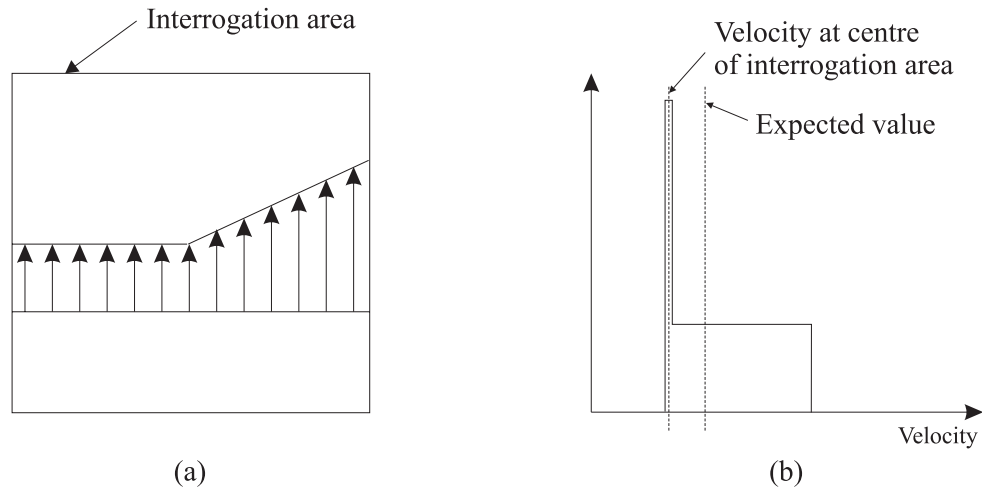 Interrogation area
Velocity at centre
of interrogation area
Expected value
Velocity
(a)
(b)